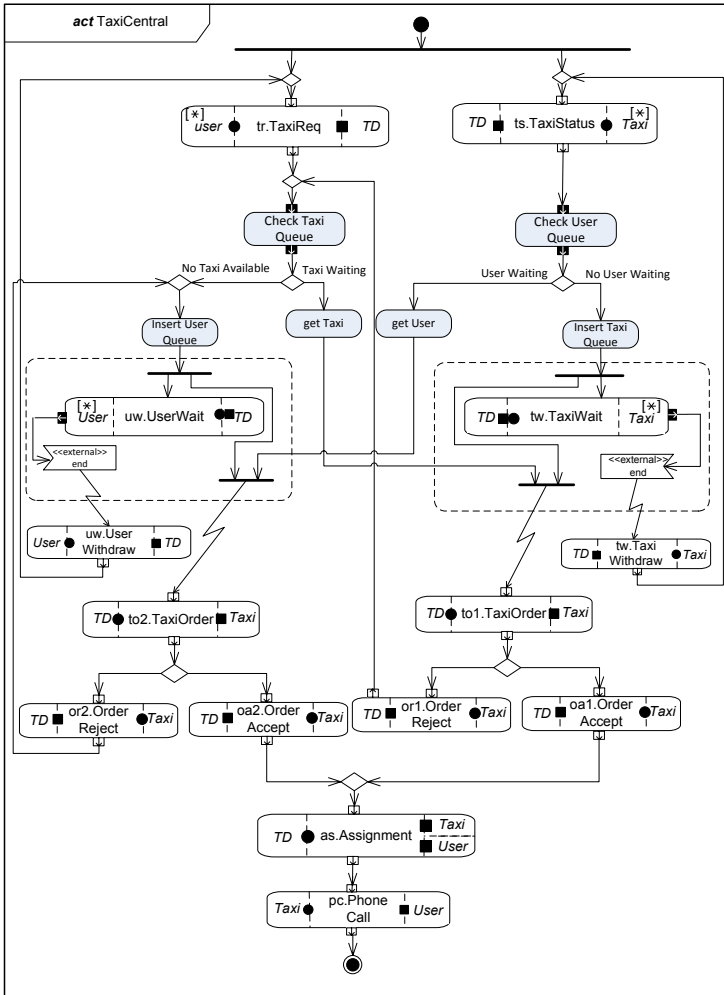 act TaxiCentral
[*]
user
tr.TaxiReq
TD
TD
ts.TaxiStatus
[*]
Taxi
Check Taxi
Queue
Check User
Queue
No Taxi Available
Taxi Waiting
User Waiting
No User Waiting
Insert User
Queue
get Taxi
get User
Insert Taxi
Queue
[*]
User
uw.UserWait
TD
TD
tw.TaxiWait
[*]
Taxi
<<external>>
end
<<external>>
end
User
uw.User
Withdraw
TD
TD
tw.Taxi
Withdraw
Taxi
TD
to2.TaxiOrder
Taxi
TD
to1.TaxiOrder
Taxi
TD
or2.Order
Reject
Taxi
TD
oa2.Order
Accept
Taxi
TD
or1.Order
Reject
Taxi
TD
oa1.Order
Accept
Taxi
TD
as.Assignment
Taxi
User
Taxi
pc.Phone
Call
User